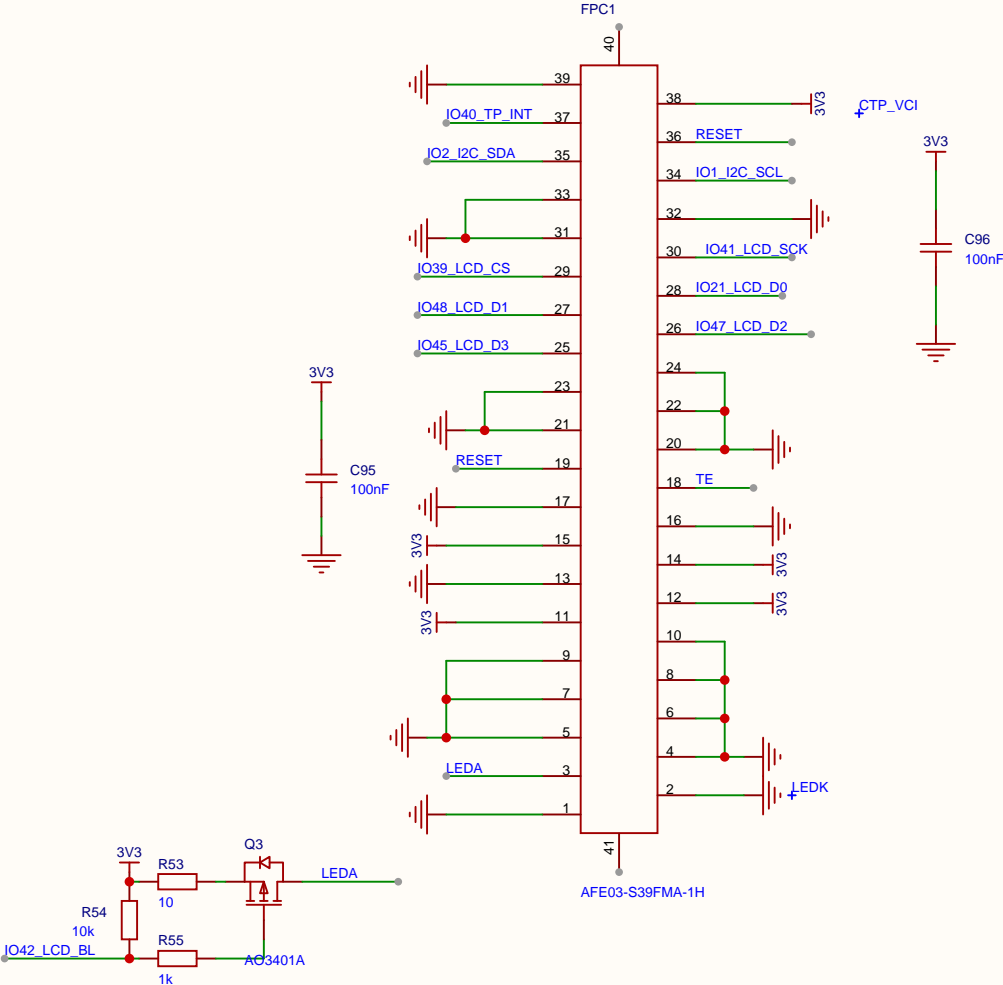 FPC1
40
39
38
3V3
CTP_VCI
IO40_TP_INT
37
36
RESET
3V3
IO2_I2C_SDA
35
34
IO1_I2C_SCL
33
32
31
30
IO41_LCD_SCK
C96
100nF
IO39_LCD_CS
29
28
IO21_LCD_D0
IO48_LCD_D1
27
26
IO47_LCD_D2
IO45_LCD_D3
25
24
3V3
23
22
21
20
RESET
19
18
TE
C95
100nF
17
16
3V3
15
14
3V3
13
12
3V3
3V3
11
10
9
8
7
6
5
4
LEDA
3
2
LEDK
1
41
AFE03-S39FMA-1H
3V3
R53
10
Q3
LEDA
R54
10k
IO42_LCD_BL
R55
1k
AO3401A